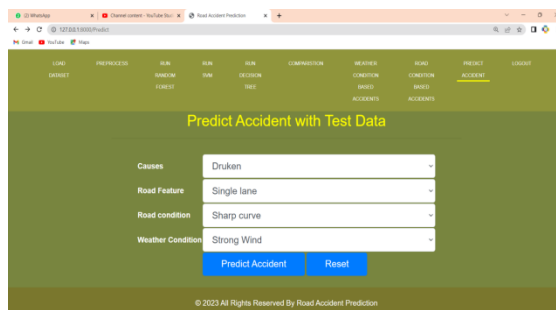 (2) WhatsApp
Channel content - YouTube Studi
Road Accident Prediction
127.0.0.1:8000/Predict
Gmail YouTube Maps
LOAD DATASET
PREPROCESS
RUN RANDOM FOREST
RUN SVM
RUN DECISION TREE
COMPARISTION
WEATHER CONDITION BASED ACCIDENTS
ROAD CONDITION BASED ACCIDENTS
PREDICT ACCIDENT
LOGOUT
Predict Accident with Test Data
Causes Druken
Road Feature Single lane
Road condition Sharp curve
Weather Condition Strong Wind
Predict Accident Reset
© 2023 All Rights Reserved By Road Accident Prediction